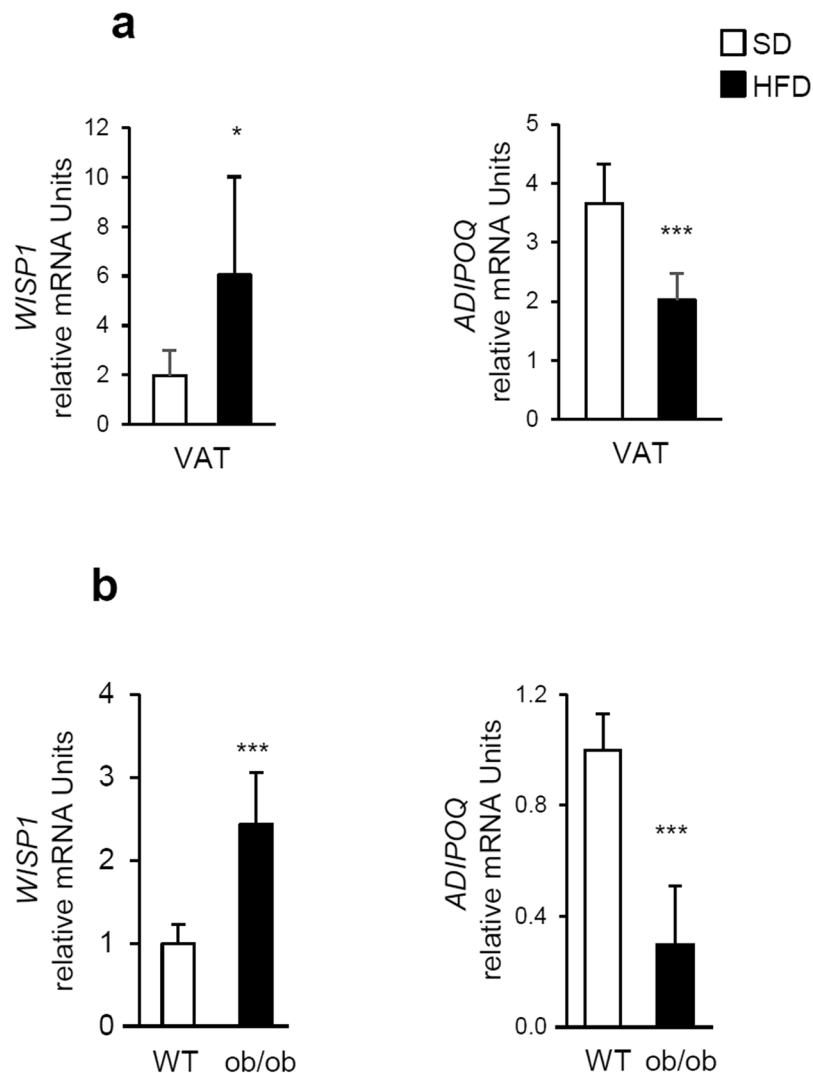 a
SD
HFD
WISP1
relative mRNA Units
12
10
8
6
4
2
0
*
VAT
ADIPOQ
relative mRNA Units
5
4
3
2
1
0
***
VAT
b
WISP1
relative mRNA Units
4
3
2
1
0
***
WT ob/ob
ADIPOQ
relative mRNA Units
1.2
0.8
0.4
0.0
***
WT ob/ob